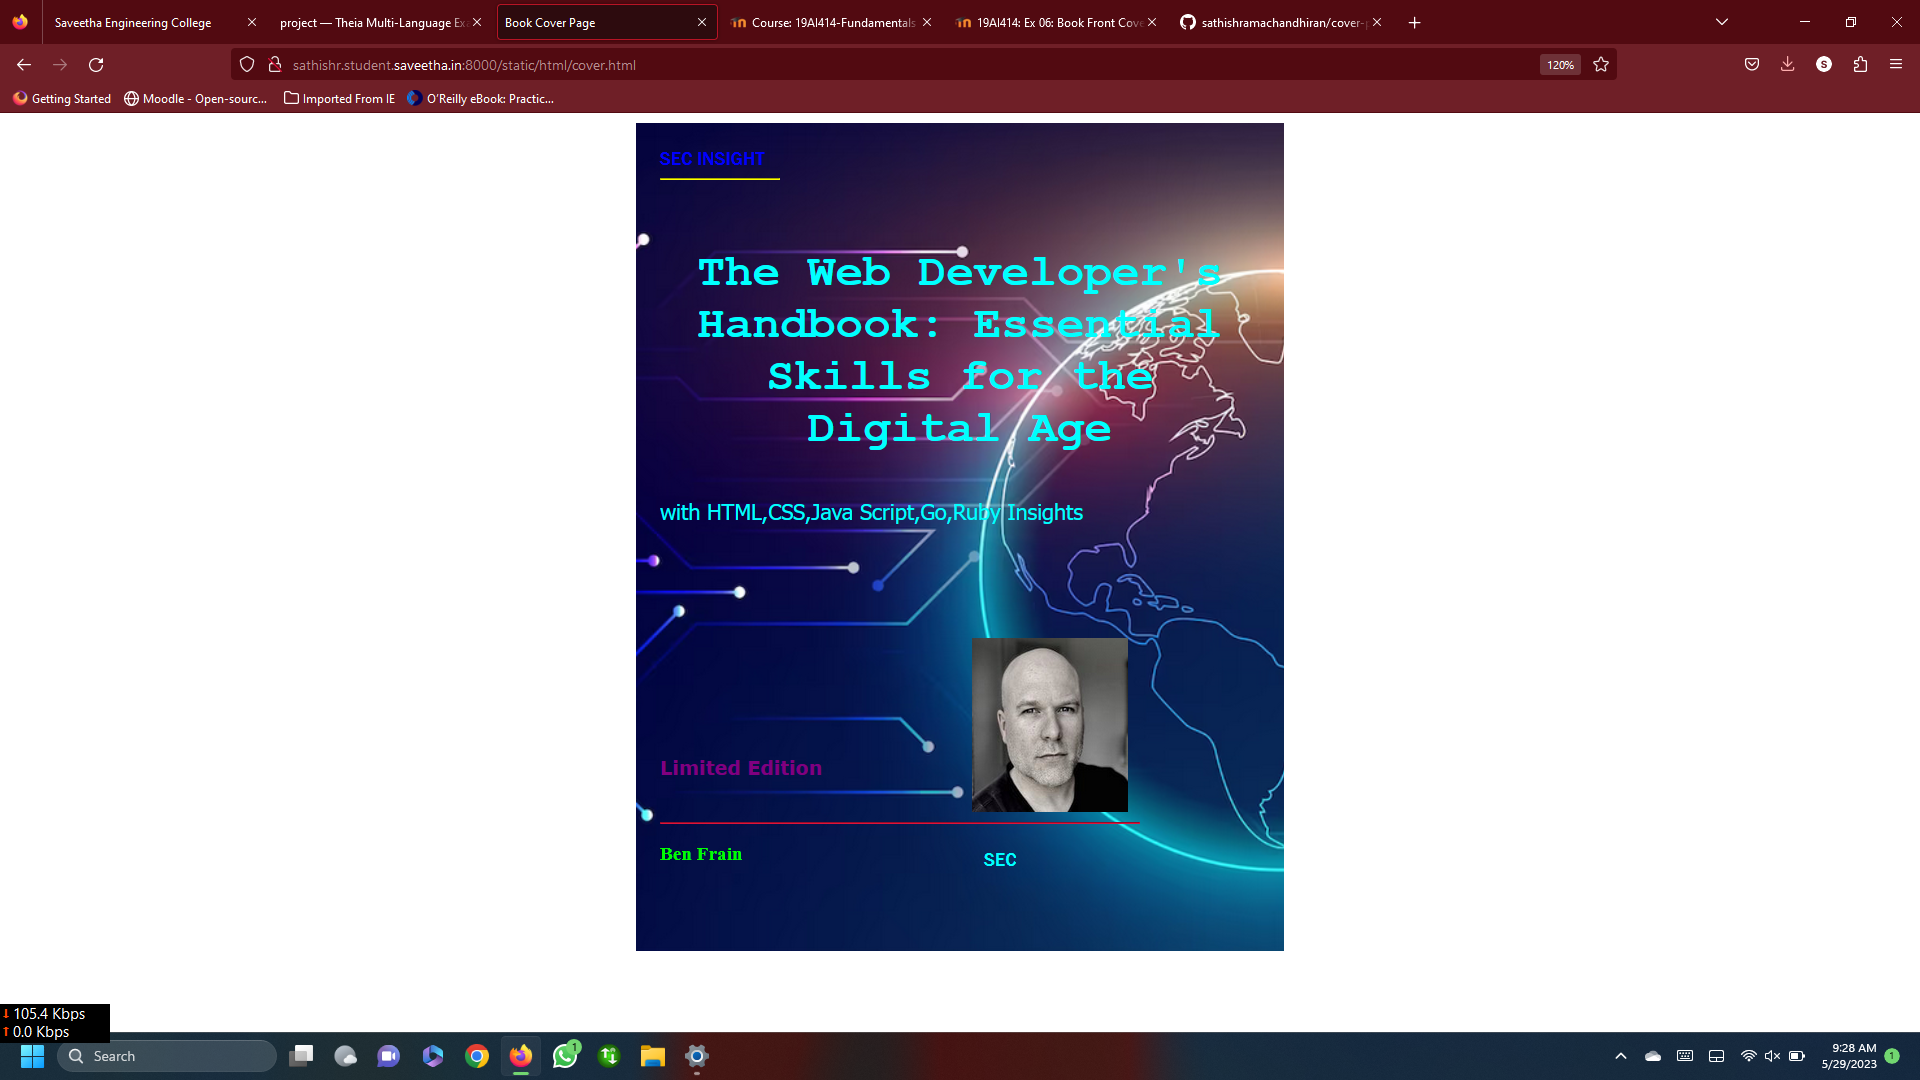 Saveetha Engineering College
project — Theia Multi-Language Exa
Book Cover Page
Course: 19AI414-Fundamentals
19AI414: Ex 06: Book Front Cove
sathishramachandhiran/cover-p
sathishr.student.saveetha.in:8000/static/html/cover.html
120%
S
Getting Started
Moodle - Open-sourc...
Imported From IE
O'Reilly eBook: Practic...
SEC INSIGHT
The Web Developer's
Handbook: Essential
Skills for the
Digital Age
with HTML,CSS,Java Script,Go,Ruby Insights
Limited Edition
Ben Frain
SEC
105.4 Kbps
0.0 Kbps
Search
1
9:28 AM
5/29/2023
1